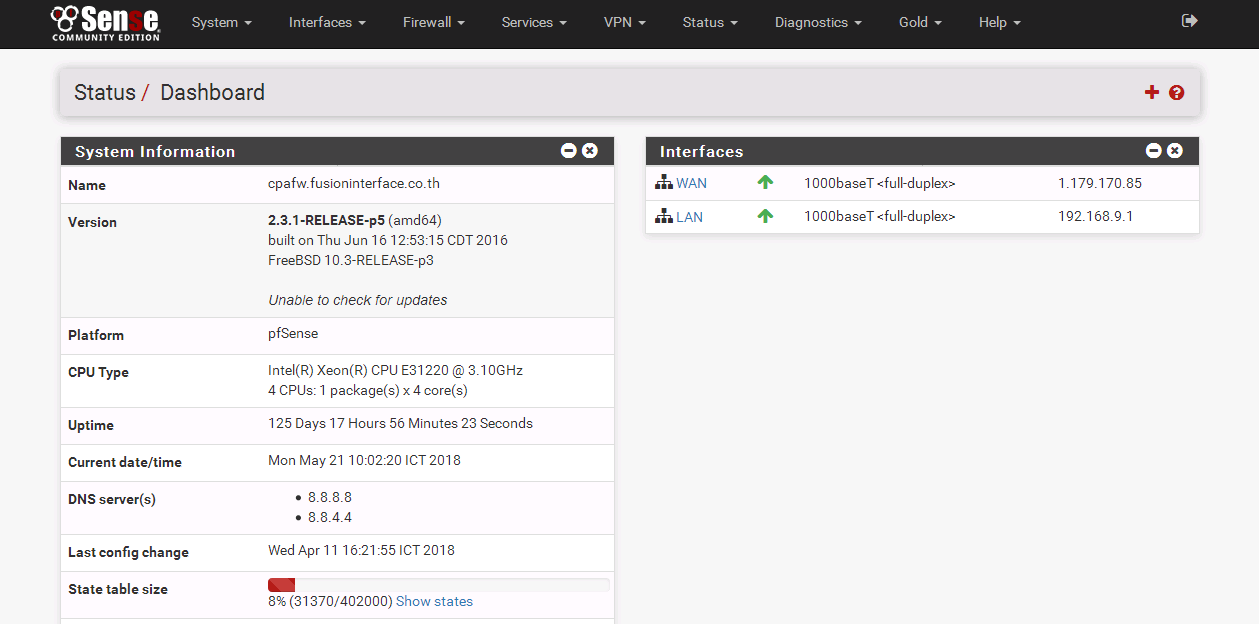 Sense
COMMUNITY EDITION
System
Interfaces
Firewall
Services
VPN
Status
Diagnostics
Gold
Help
Status / Dashboard
System Information
Name cpafw.fusioninterface.co.th
Version 2.3.1-RELEASE-p5 (amd64)
built on Thu Jun 16 12:53:15 CDT 2016
FreeBSD 10.3-RELEASE-p3
Unable to check for updates
Platform pfSense
CPU Type Intel(R) Xeon(R) CPU E31220 @ 3.10GHz
4 CPUs: 1 package(s) x 4 core(s)
Uptime 125 Days 17 Hours 56 Minutes 23 Seconds
Current date/time Mon May 21 10:02:20 ICT 2018
DNS server(s) • 8.8.8.8
• 8.8.4.4
Last config change Wed Apr 11 16:21:55 ICT 2018
State table size
8% (31370/402000) Show states
Interfaces
WAN 1000baseT <full-duplex> 1.179.170.85
LAN 1000baseT <full-duplex> 192.168.9.1